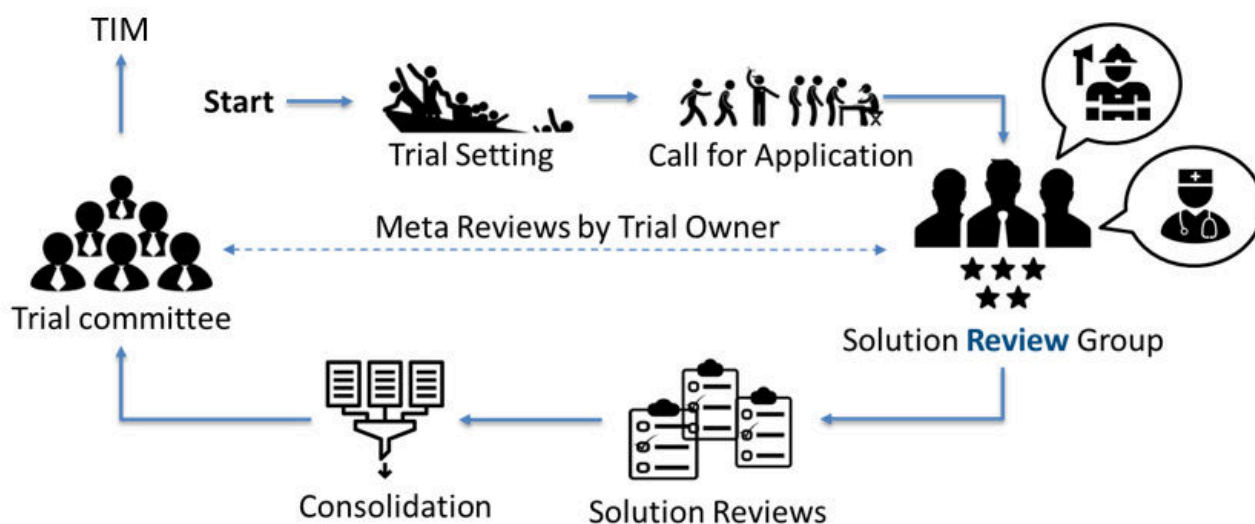 TIM
Start
Trial Setting
Call for Application
Meta Reviews by Trial Owner
Trial committee
Solution Review Group
Consolidation
Solution Reviews